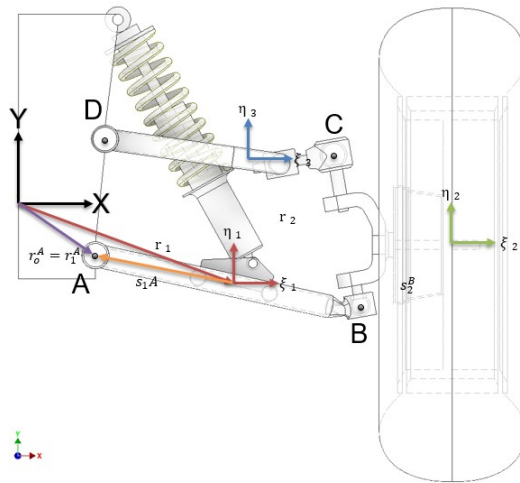 D
η 3
C
Y
ξ 3
X
η 2
r 2
r 1
η 1
ξ 2
r_o^A = r_1^A
A
s_1A
ξ 1
s_2^B
B
Y
X